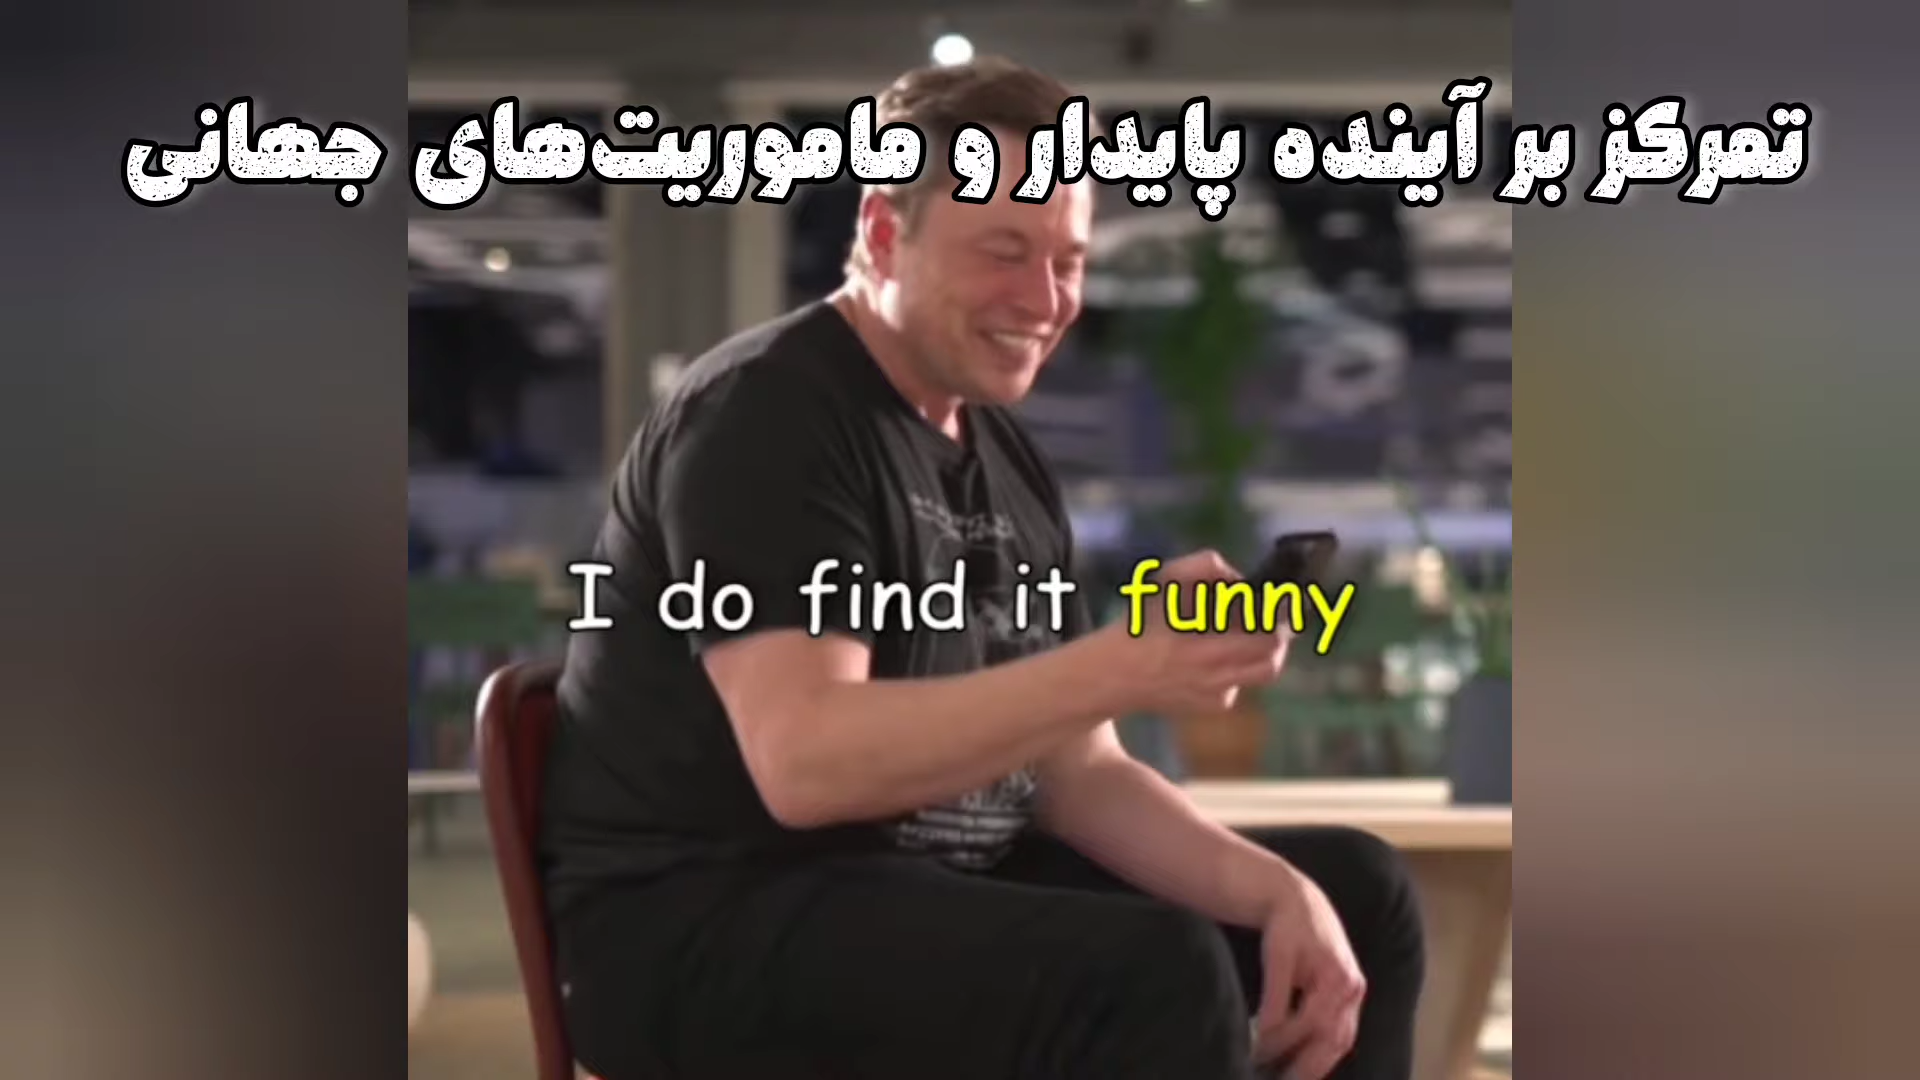 تمرکز بر آینده پایدار و ماموریت‌های جهانی
I do find it funny